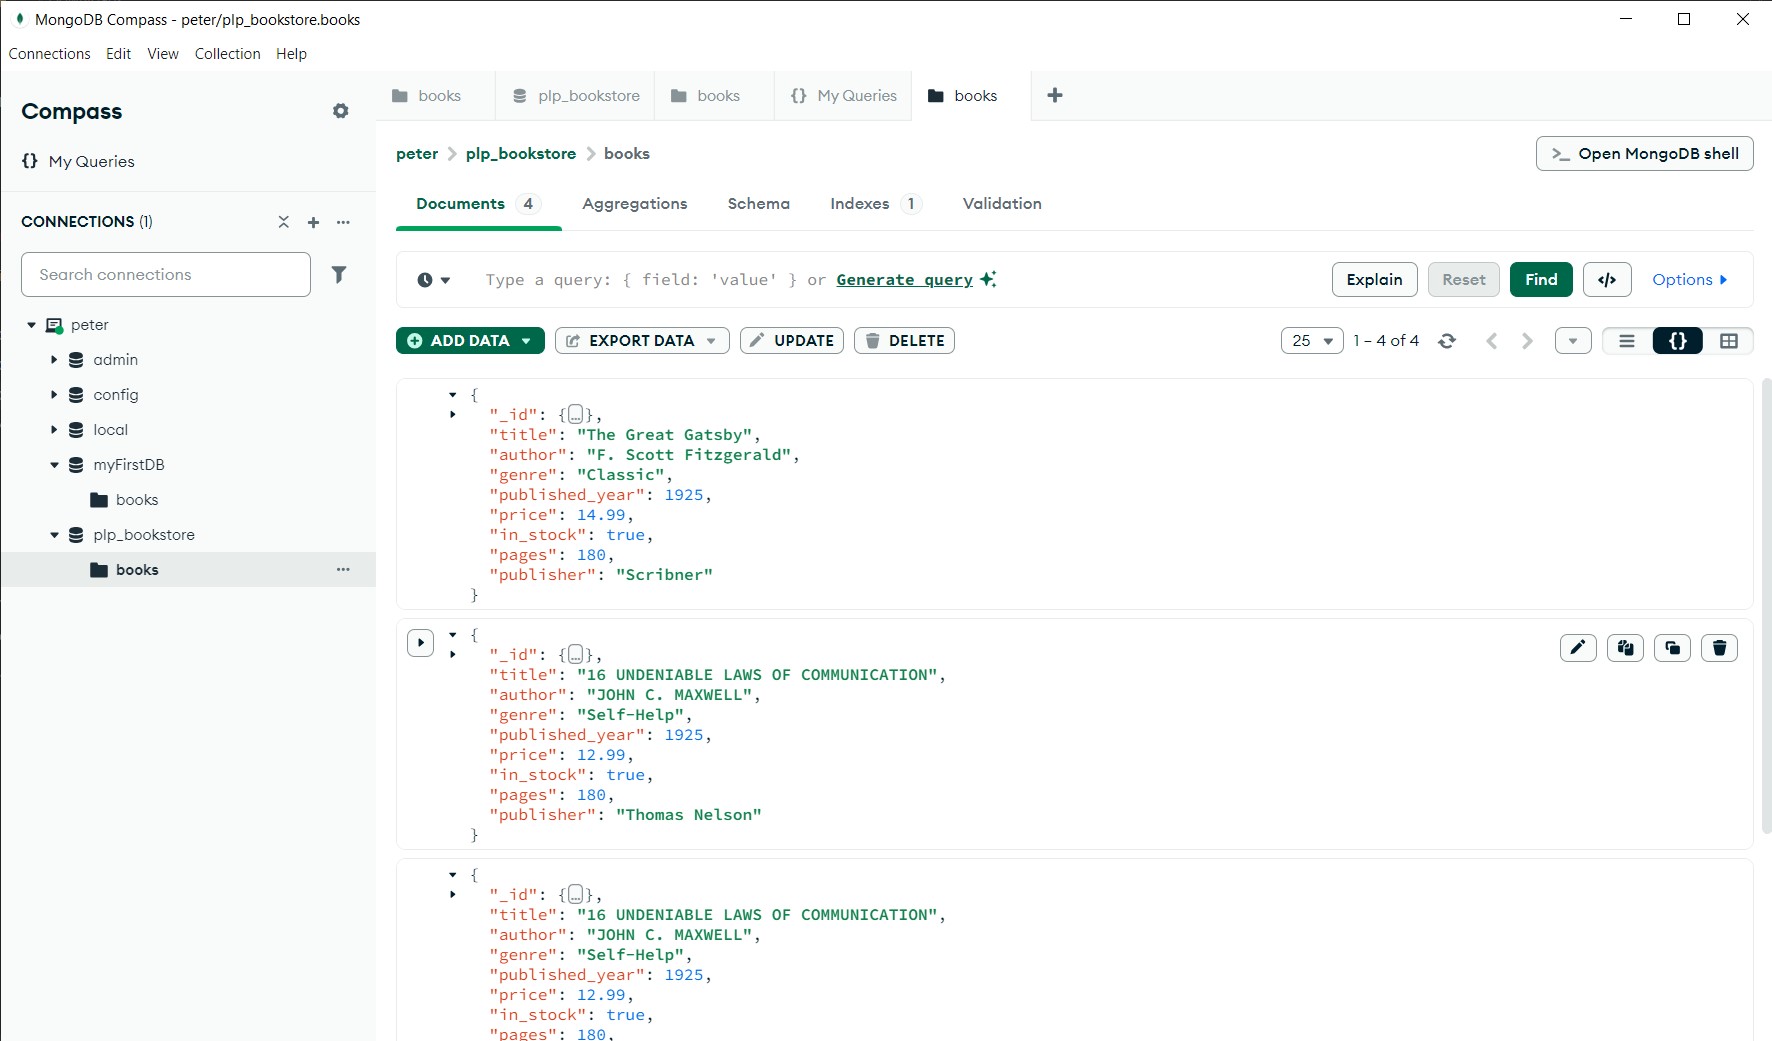 MongoDB Compass - peter/plp_bookstore.books
Connections Edit View Collection Help
Compass
{} My Queries
CONNECTIONS (1)
Search connections
peter
admin
config
local
myFirstDB
books
plp_bookstore
books
books plp_bookstore books {} My Queries books
peter > plp_bookstore > books
>_ Open MongoDB shell
Documents 4 Aggregations Schema Indexes 1 Validation
Type a query: { field: 'value' } or Generate query
Explain Reset Find </> Options
ADD DATA EXPORT DATA UPDATE DELETE
25 1 – 4 of 4 {}
{
"_id": {…},
"title": "The Great Gatsby",
"author": "F. Scott Fitzgerald",
"genre": "Classic",
"published_year": 1925,
"price": 14.99,
"in_stock": true,
"pages": 180,
"publisher": "Scribner"
}
{
"_id": {…},
"title": "16 UNDENIABLE LAWS OF COMMUNICATION",
"author": "JOHN C. MAXWELL",
"genre": "Self-Help",
"published_year": 1925,
"price": 12.99,
"in_stock": true,
"pages": 180,
"publisher": "Thomas Nelson"
}
{
"_id": {…},
"title": "16 UNDENIABLE LAWS OF COMMUNICATION",
"author": "JOHN C. MAXWELL",
"genre": "Self-Help",
"published_year": 1925,
"price": 12.99,
"in_stock": true,
"pages": 180,